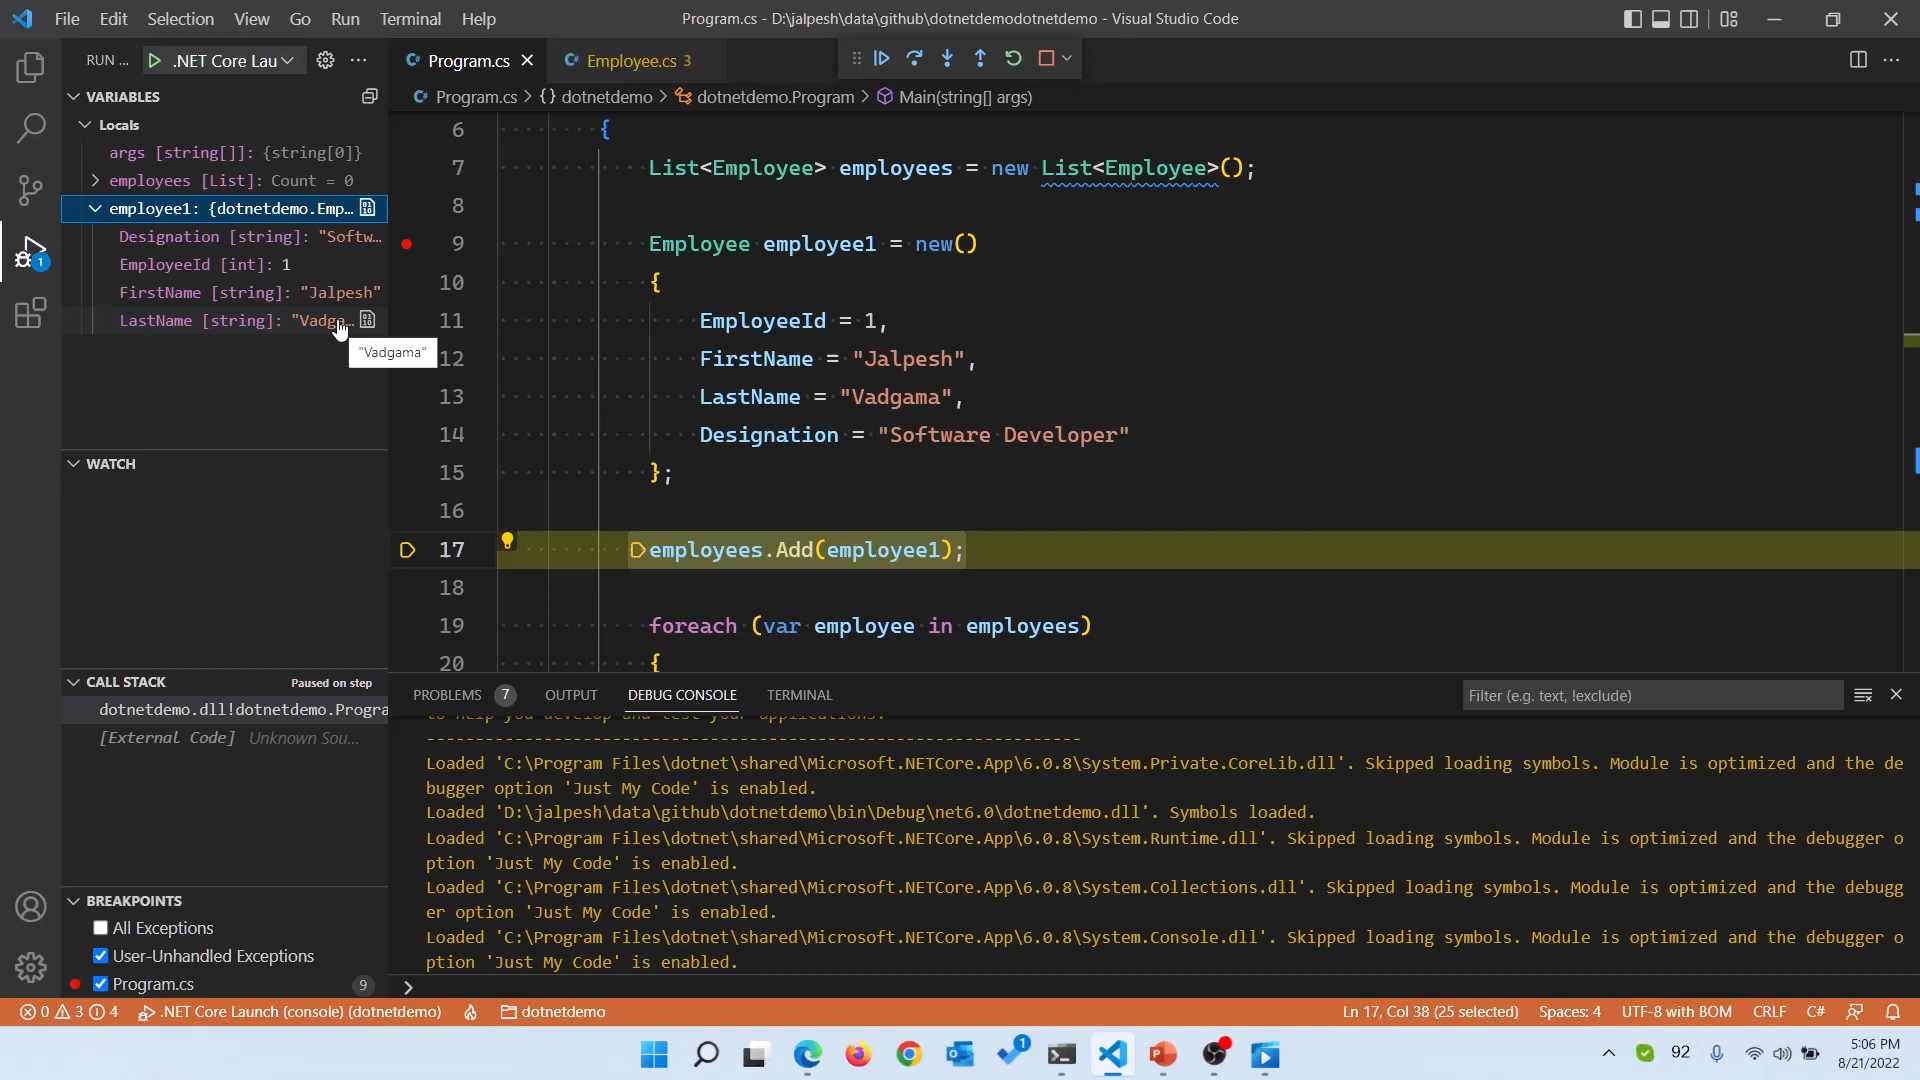 File Edit Selection View Go Run Terminal Help
Program.cs - D:\jalpesh\data\github\dotnetdemodotnetdemo - Visual Studio Code
RUN ... .NET Core Lau
Program.cs Employee.cs 3
VARIABLES
Program.cs > {} dotnetdemo > dotnetdemo.Program > Main(string[] args)
Locals
args [string[]]: {string[0]}
employees [List]: Count = 0
employee1: {dotnetdemo.Emp...
Designation [string]: "Softw...
EmployeeId [int]: 1
FirstName [string]: "Jalpesh"
LastName [string]: "Vadga...
"Vadgama"
WATCH
CALL STACK Paused on step
dotnetdemo.dll!dotnetdemo.Progra
[External Code] Unknown Sou...
BREAKPOINTS
All Exceptions
User-Unhandled Exceptions
Program.cs 9
1
6 {
7 List<Employee> employees = new List<Employee>();
8
9 Employee employee1 = new()
10 {
11 EmployeeId = 1,
12 FirstName = "Jalpesh",
13 LastName = "Vadgama",
14 Designation = "Software Developer"
15 };
16
17 employees.Add(employee1);
18
19 foreach (var employee in employees)
20 {
PROBLEMS 7 OUTPUT DEBUG CONSOLE TERMINAL Filter (e.g. text, !exclude)
to help you develop and test your applications.
-------------------------------------------------------------------
Loaded 'C:\Program Files\dotnet\shared\Microsoft.NETCore.App\6.0.8\System.Private.CoreLib.dll'. Skipped loading symbols. Module is optimized and the de
bugger option 'Just My Code' is enabled.
Loaded 'D:\jalpesh\data\github\dotnetdemo\bin\Debug\net6.0\dotnetdemo.dll'. Symbols loaded.
Loaded 'C:\Program Files\dotnet\shared\Microsoft.NETCore.App\6.0.8\System.Runtime.dll'. Skipped loading symbols. Module is optimized and the debugger o
ption 'Just My Code' is enabled.
Loaded 'C:\Program Files\dotnet\shared\Microsoft.NETCore.App\6.0.8\System.Collections.dll'. Skipped loading symbols. Module is optimized and the debugg
er option 'Just My Code' is enabled.
Loaded 'C:\Program Files\dotnet\shared\Microsoft.NETCore.App\6.0.8\System.Console.dll'. Skipped loading symbols. Module is optimized and the debugger o
ption 'Just My Code' is enabled.
>
0 3 4 .NET Core Launch (console) (dotnetdemo) dotnetdemo Ln 17, Col 38 (25 selected) Spaces: 4 UTF-8 with BOM CRLF C#
1 92 5:06 PM
8/21/2022